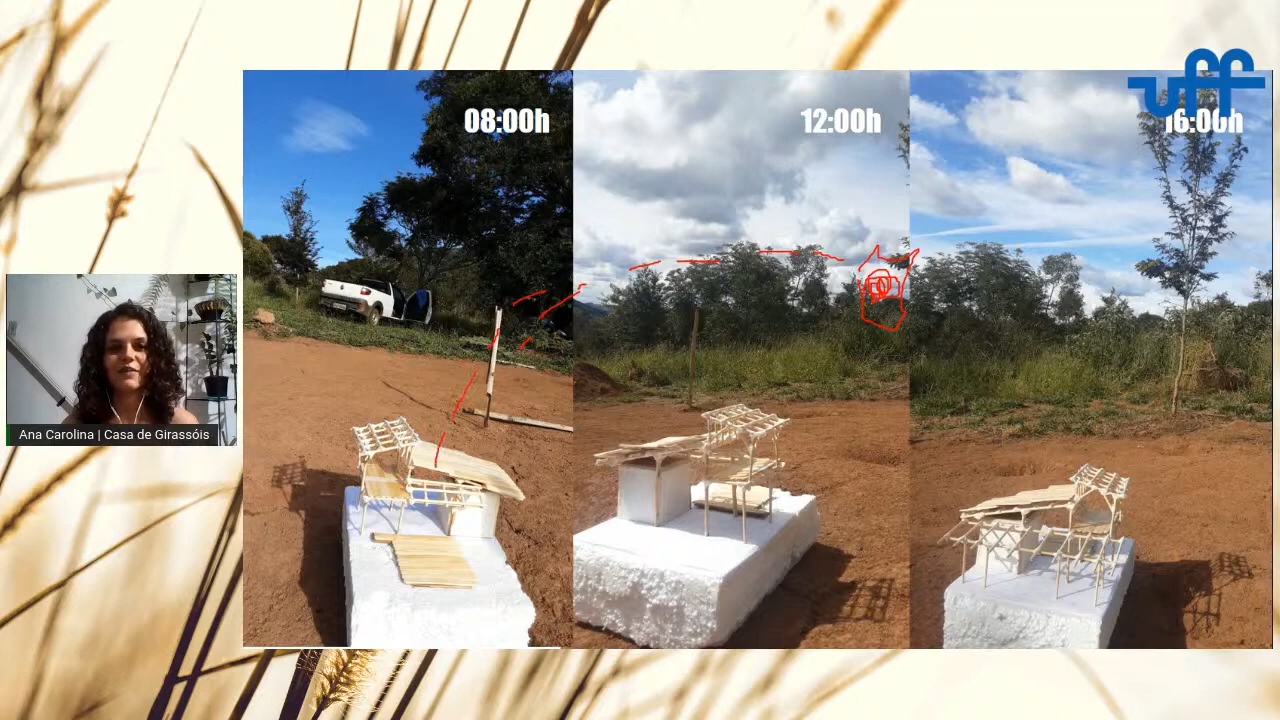 08:00h
12:00h
16:00h
uff
Ana Carolina | Casa de Girassóis